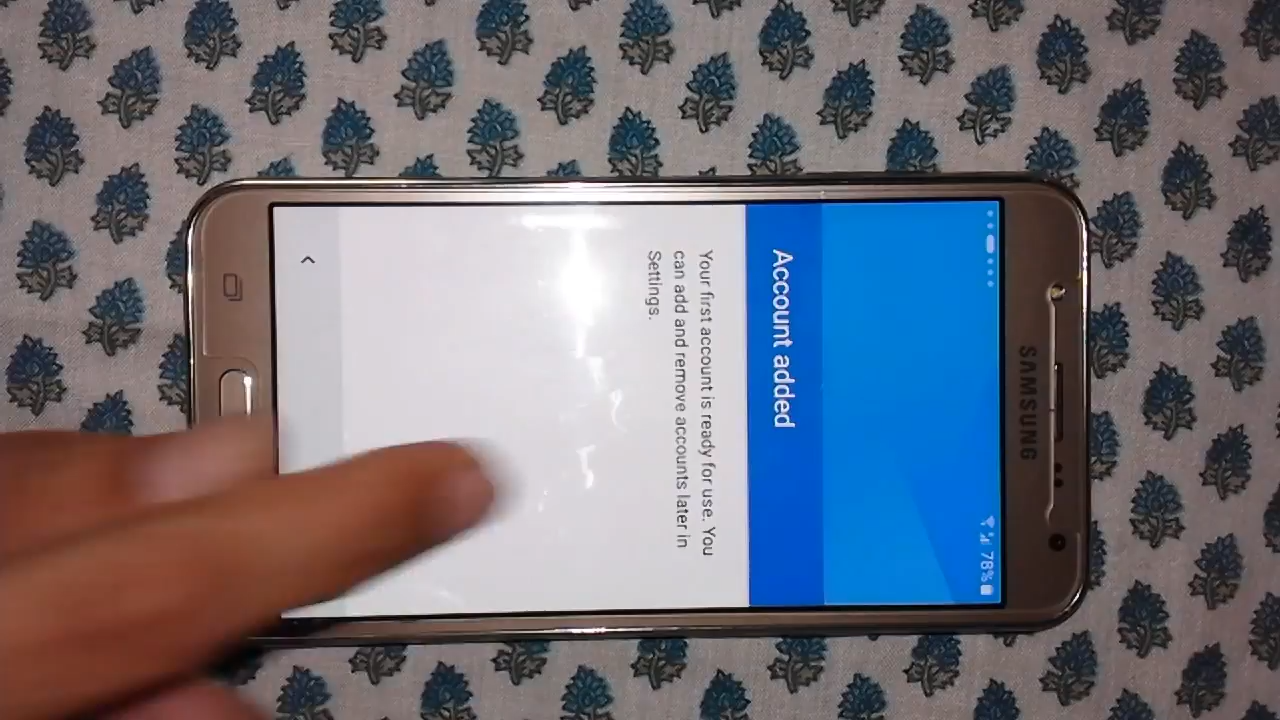 SAMSUNG
78%
Account added
Your first account is ready for use. You
can add and remove accounts later in
Settings.